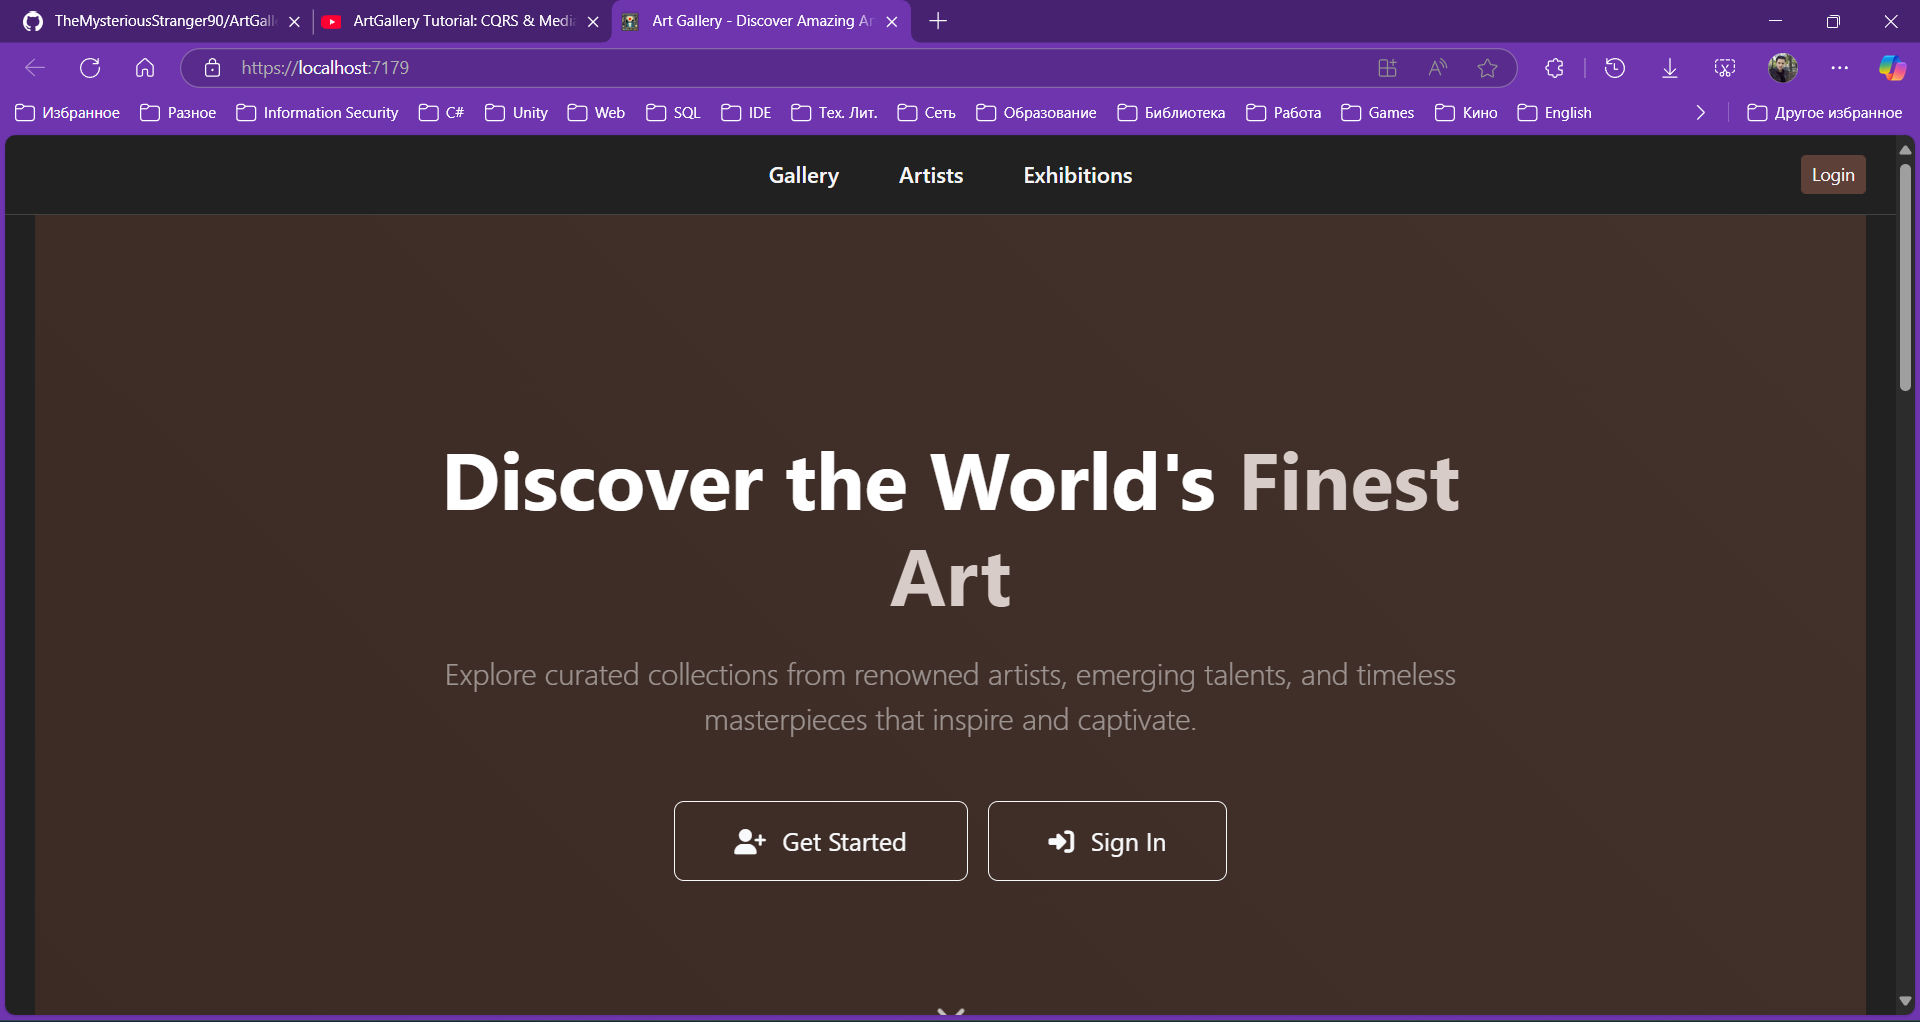 TheMysteriousStranger90/ArtGall
ArtGallery Tutorial: CQRS & Medi
Art Gallery - Discover Amazing Ar
https://localhost:7179
Избранное
Разное
Information Security
C#
Unity
Web
SQL
IDE
Тех. Лит.
Сеть
Образование
Библиотека
Работа
Games
Кино
English
Другое избранное
Gallery
Artists
Exhibitions
Login
Discover the World's Finest
Art
Explore curated collections from renowned artists, emerging talents, and timeless
masterpieces that inspire and captivate.
Get Started
Sign In